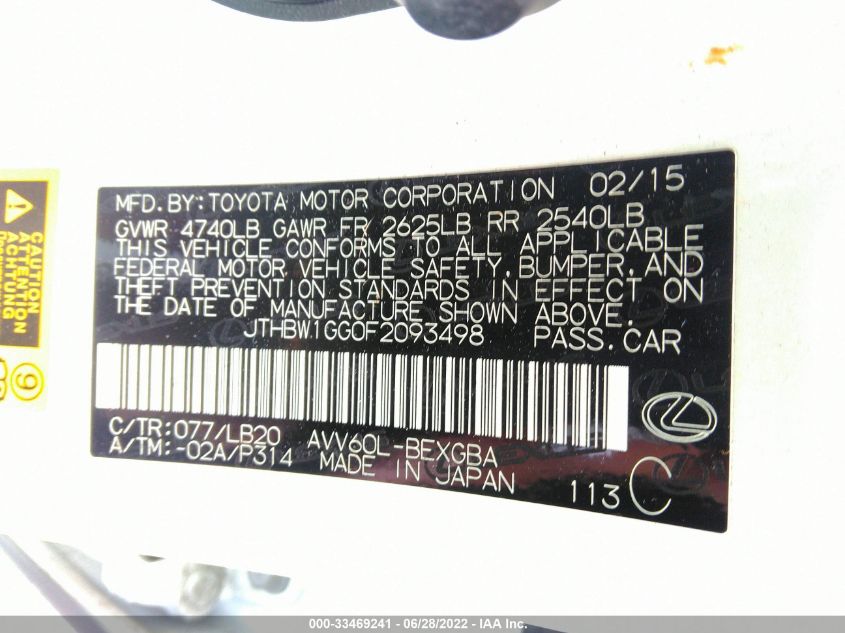 MFD.BY:TOYOTA MOTOR CORPORATION 02/15
GVWR 4740LB GAWR FR 2625LB RR 2540LB
THIS VEHICLE CONFORMS TO ALL APPLICABLE
FEDERAL MOTOR VEHICLE SAFETY,BUMPER,AND
THEFT PREVENTION STANDARDS IN EFFECT ON
THE DATE OF MANUFACTURE SHOWN ABOVE.
JTHBW1GG0F2093498 PASS.CAR
C/TR:077/LB20 AVV60L-BEXGBA
A/TM:-02A/P314 MADE IN JAPAN
113 C
CAUTION
ATTENTION
ACHTUNG
000-33469241 - 06/28/2022 - IAA Inc.